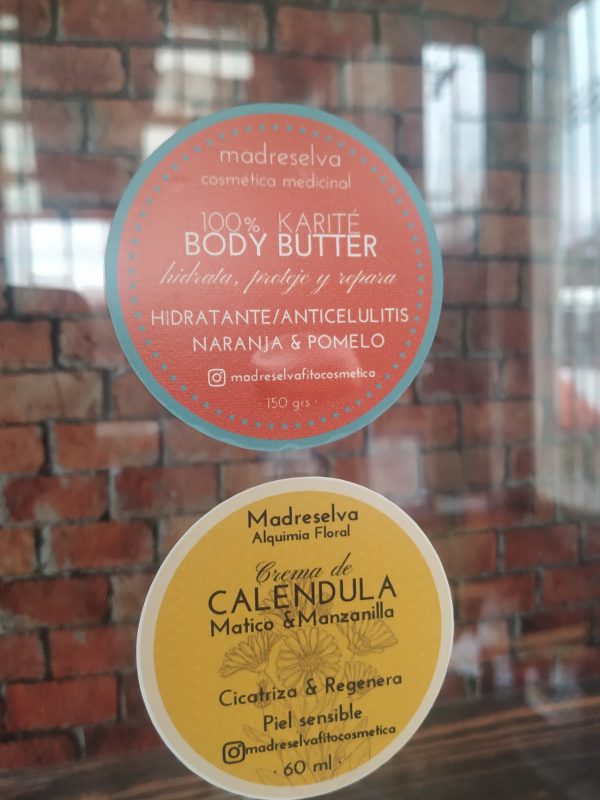 madreselva
cosmética medicinal
100% KARITÉ
BODY BUTTER
hidrata, proteje y repara
HIDRATANTE/ANTICELULITIS
NARANJA & POMELO
madreselvafitocosmetica
· 150 grs ·
Madreselva
Alquimia Floral
Crema de
CALENDULA
Matico & Manzanilla
Cicatriza & Regenera
Piel sensible
madreselvafitocosmetica
· 60 ml ·